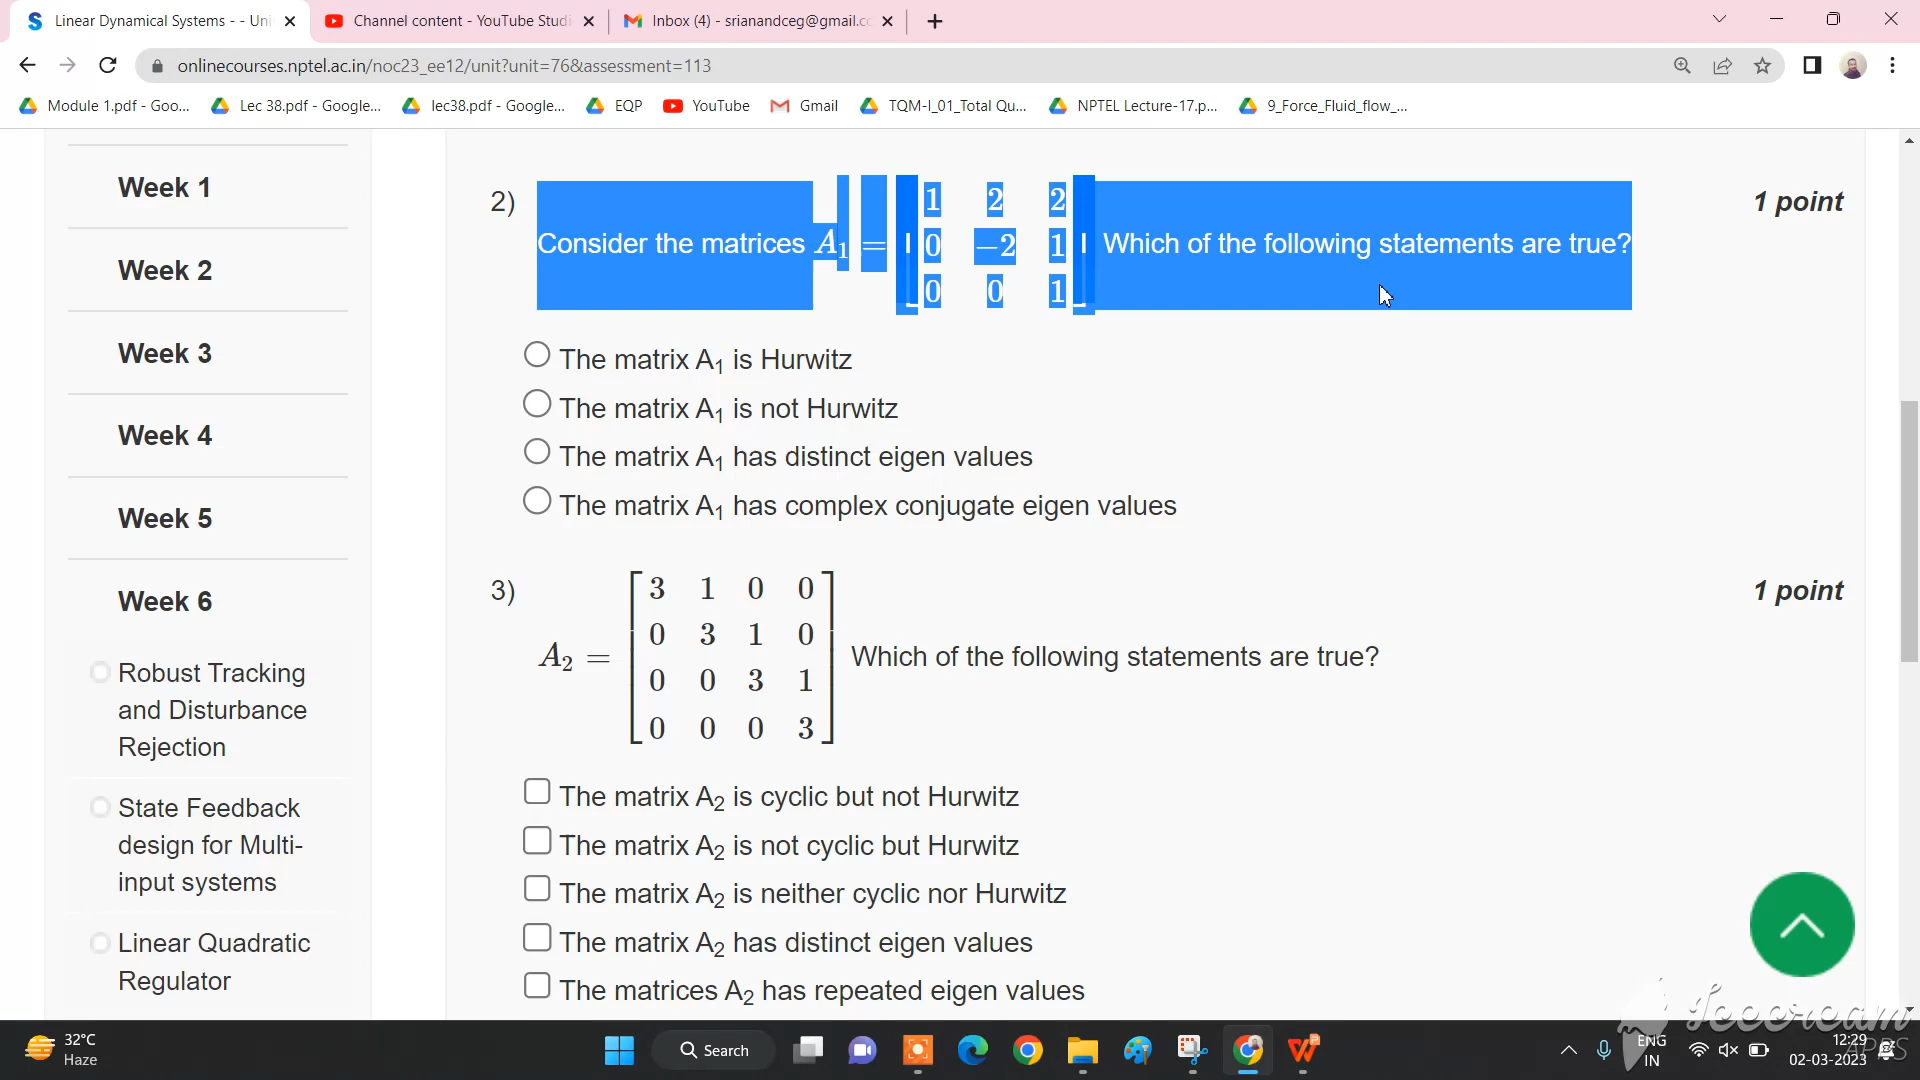 Linear Dynamical Systems - - Uni
Channel content - YouTube Studi
Inbox (4) - srianandceg@gmail.co
onlinecourses.nptel.ac.in/noc23_ee12/unit?unit=76&assessment=113
Module 1.pdf - Goo...
Lec 38.pdf - Google...
lec38.pdf - Google...
EQP
YouTube
Gmail
TQM-I_01_Total Qu...
NPTEL Lecture-17.p...
9_Force_Fluid_flow_...
Week 1
Week 2
Week 3
Week 4
Week 5
Week 6
Robust Tracking
and Disturbance
Rejection
State Feedback
design for Multi-
input systems
Linear Quadratic
Regulator
2)
1 point
1 2 2
Consider the matrices A₁ = 0 −2 1 Which of the following statements are true?
0 0 1
The matrix A₁ is Hurwitz
The matrix A₁ is not Hurwitz
The matrix A₁ has distinct eigen values
The matrix A₁ has complex conjugate eigen values
3)
1 point
3 1 0 0
0 3 1 0
A₂ = Which of the following statements are true?
0 0 3 1
0 0 0 3
The matrix A₂ is cyclic but not Hurwitz
The matrix A₂ is not cyclic but Hurwitz
The matrix A₂ is neither cyclic nor Hurwitz
The matrix A₂ has distinct eigen values
The matrices A₂ has repeated eigen values
Icecream
APPS
32°C
Haze
Search
ENG
IN
12:29
02-03-2023